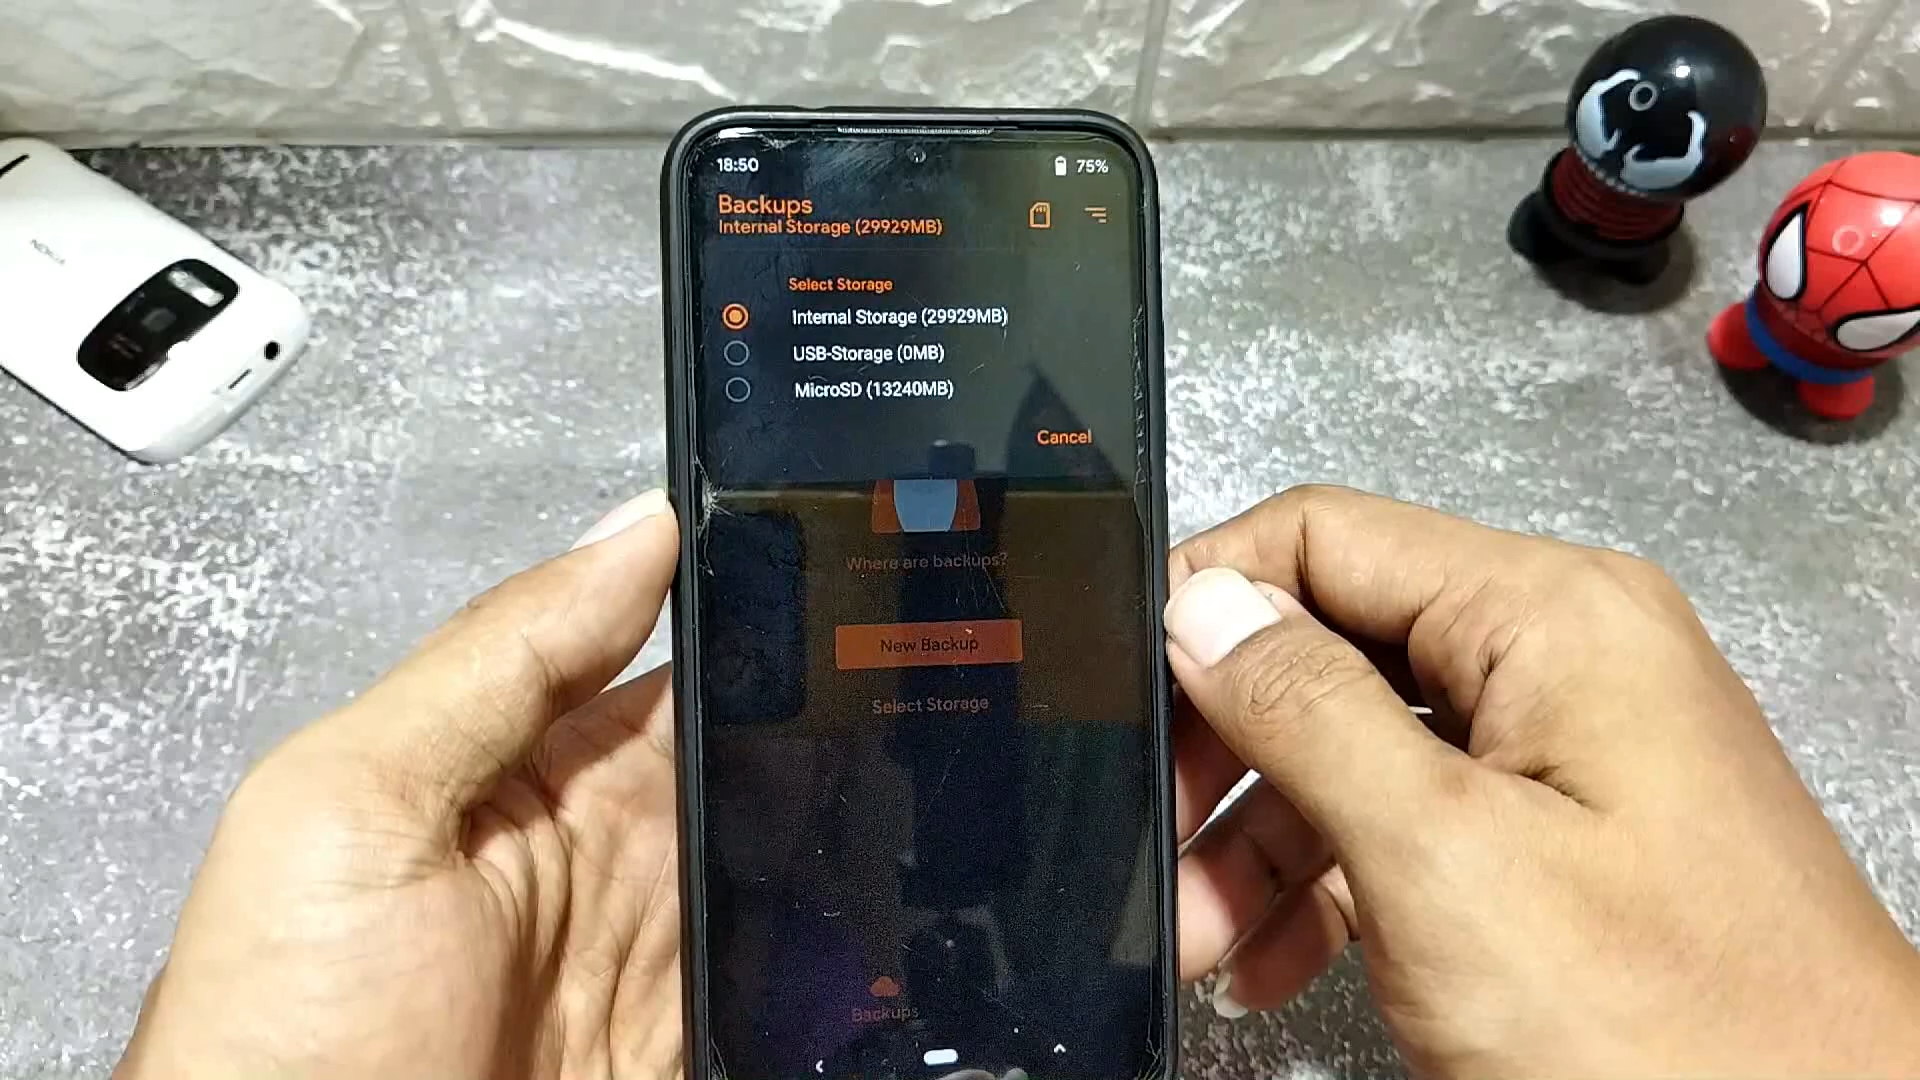 NOKIA
18:50
75%
Backups
Internal Storage (29929MB)
Select Storage
Internal Storage (29929MB)
USB-Storage (0MB)
MicroSD (13240MB)
Cancel
Where are backups?
New Backup
Select Storage
Backups